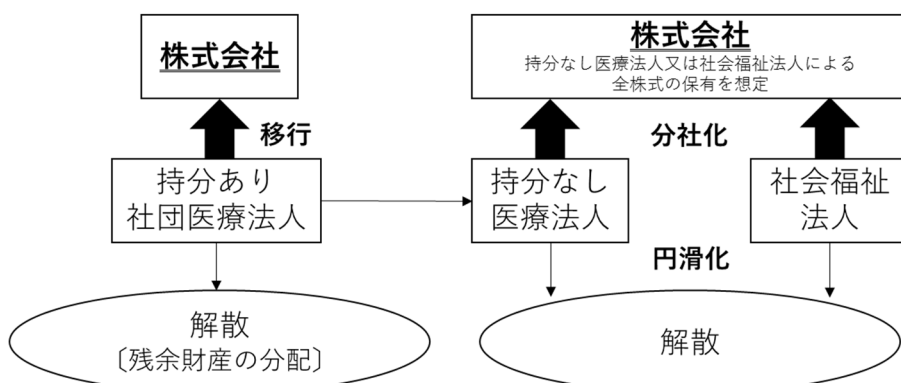 株式会社
株式会社
持分なし医療法人又は社会福祉法人による
全株式の保有を想定
移行
分社化
持分あり
社団医療法人
持分なし
医療法人
社会福祉
法人
円滑化
解散
〔残余財産の分配〕
解散